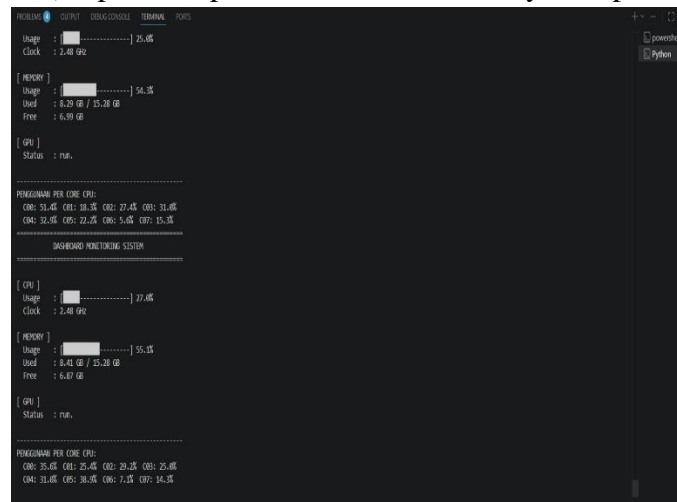 PROBLEMS 4 OUTPUT DEBUG CONSOLE TERMINAL PORTS
powershe
Python
Usage : [ ---------------] 25.0%
Clock : 2.48 GHz
[ MEMORY ]
Usage : [ ----------] 54.3%
Used : 8.29 GB / 15.28 GB
Free : 6.99 GB
[ GPU ]
Status : run.
--------------------------------------------------
PENGGUNAAN PER CORE CPU:
C00: 51.4% C01: 18.3% C02: 27.4% C03: 31.0%
C04: 32.9% C05: 22.2% C06: 5.6% C07: 15.3%
==================================================
DASHBOARD MONITORING SISTEM
==================================================
[ CPU ]
Usage : [ ---------------] 27.0%
Clock : 2.48 GHz
[ MEMORY ]
Usage : [ ---------] 55.1%
Used : 8.41 GB / 15.28 GB
Free : 6.87 GB
[ GPU ]
Status : run.
--------------------------------------------------
PENGGUNAAN PER CORE CPU:
C00: 35.6% C01: 25.4% C02: 29.2% C03: 25.0%
C04: 31.0% C05: 38.9% C06: 7.1% C07: 14.3%